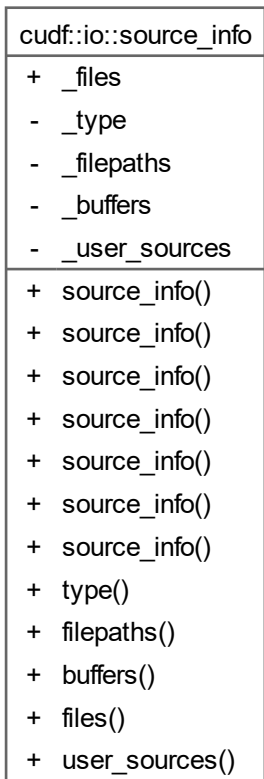 cudf::io::source_info
+ _files
- _type
- _filepaths
- _buffers
- _user_sources
+ source_info()
+ source_info()
+ source_info()
+ source_info()
+ source_info()
+ source_info()
+ source_info()
+ type()
+ filepaths()
+ buffers()
+ files()
+ user_sources()